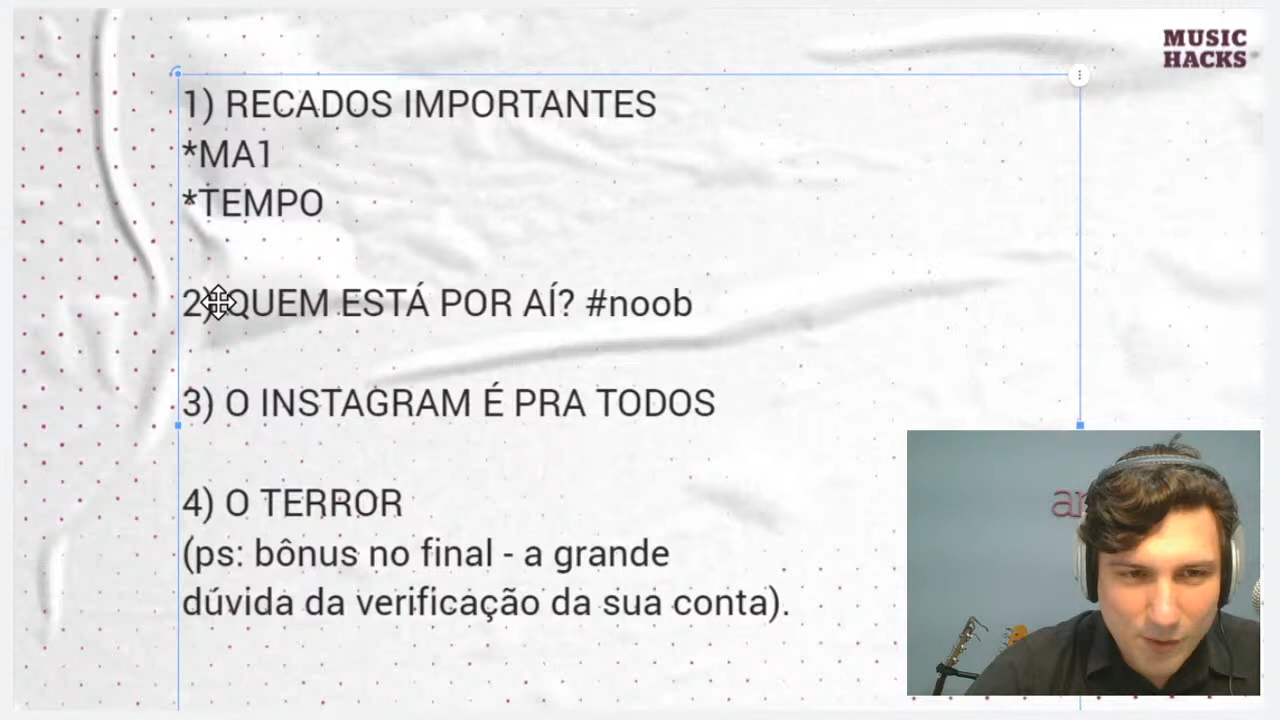 MUSIC
HACKS
1) RECADOS IMPORTANTES
*MA1
*TEMPO
2) QUEM ESTÁ POR AÍ? #noob
3) O INSTAGRAM É PRA TODOS
4) O TERROR
(ps: bônus no final - a grande
dúvida da verificação da sua conta).